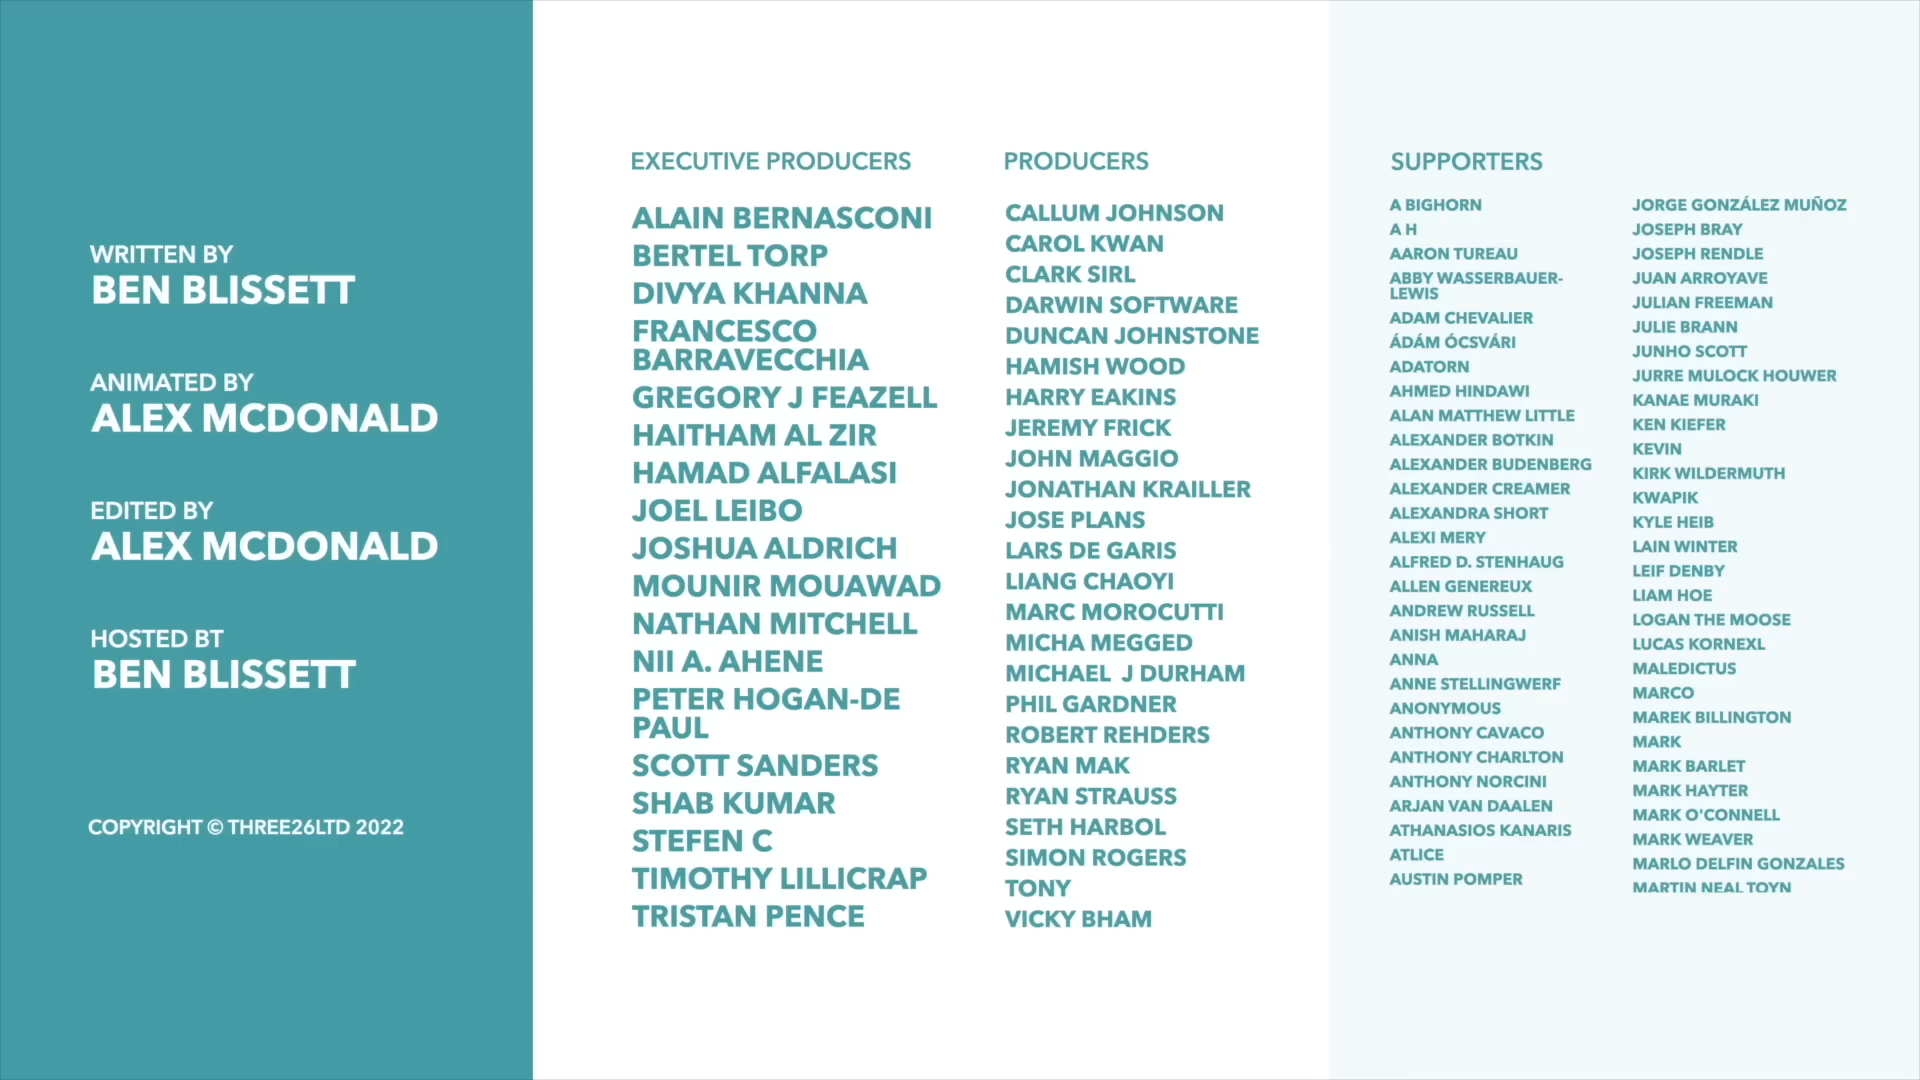 WRITTEN BY
BEN BLISSETT
ANIMATED BY
ALEX MCDONALD
EDITED BY
ALEX MCDONALD
HOSTED BT
BEN BLISSETT
COPYRIGHT © THREE26LTD 2022
EXECUTIVE PRODUCERS
ALAIN BERNASCONI
BERTEL TORP
DIVYA KHANNA
FRANCESCO
BARRAVECCHIA
GREGORY J FEAZELL
HAITHAM AL ZIR
HAMAD ALFALASI
JOEL LEIBO
JOSHUA ALDRICH
MOUNIR MOUAWAD
NATHAN MITCHELL
NII A. AHENE
PETER HOGAN-DE
PAUL
SCOTT SANDERS
SHAB KUMAR
STEFEN C
TIMOTHY LILLICRAP
TRISTAN PENCE
PRODUCERS
CALLUM JOHNSON
CAROL KWAN
CLARK SIRL
DARWIN SOFTWARE
DUNCAN JOHNSTONE
HAMISH WOOD
HARRY EAKINS
JEREMY FRICK
JOHN MAGGIO
JONATHAN KRAILLER
JOSE PLANS
LARS DE GARIS
LIANG CHAOYI
MARC MOROCUTTI
MICHA MEGGED
MICHAEL  J DURHAM
PHIL GARDNER
ROBERT REHDERS
RYAN MAK
RYAN STRAUSS
SETH HARBOL
SIMON ROGERS
TONY
VICKY BHAM
SUPPORTERS
A BIGHORN
A H
AARON TUREAU
ABBY WASSERBAUER-
LEWIS
ADAM CHEVALIER
ÁDÁM ÓCSVÁRI
ADATORN
AHMED HINDAWI
ALAN MATTHEW LITTLE
ALEXANDER BOTKIN
ALEXANDER BUDENBERG
ALEXANDER CREAMER
ALEXANDRA SHORT
ALEXI MERY
ALFRED D. STENHAUG
ALLEN GENEREUX
ANDREW RUSSELL
ANISH MAHARAJ
ANNA
ANNE STELLINGWERF
ANONYMOUS
ANTHONY CAVACO
ANTHONY CHARLTON
ANTHONY NORCINI
ARJAN VAN DAALEN
ATHANASIOS KANARIS
ATLICE
AUSTIN POMPER
JORGE GONZÁLEZ MUÑOZ
JOSEPH BRAY
JOSEPH RENDLE
JUAN ARROYAVE
JULIAN FREEMAN
JULIE BRANN
JUNHO SCOTT
JURRE MULOCK HOUWER
KANAE MURAKI
KEN KIEFER
KEVIN
KIRK WILDERMUTH
KWAPIK
KYLE HEIB
LAIN WINTER
LEIF DENBY
LIAM HOE
LOGAN THE MOOSE
LUCAS KORNEXL
MALEDICTUS
MARCO
MAREK BILLINGTON
MARK
MARK BARLET
MARK HAYTER
MARK O'CONNELL
MARK WEAVER
MARLO DELFIN GONZALES
MARTIN NEAL TOYN